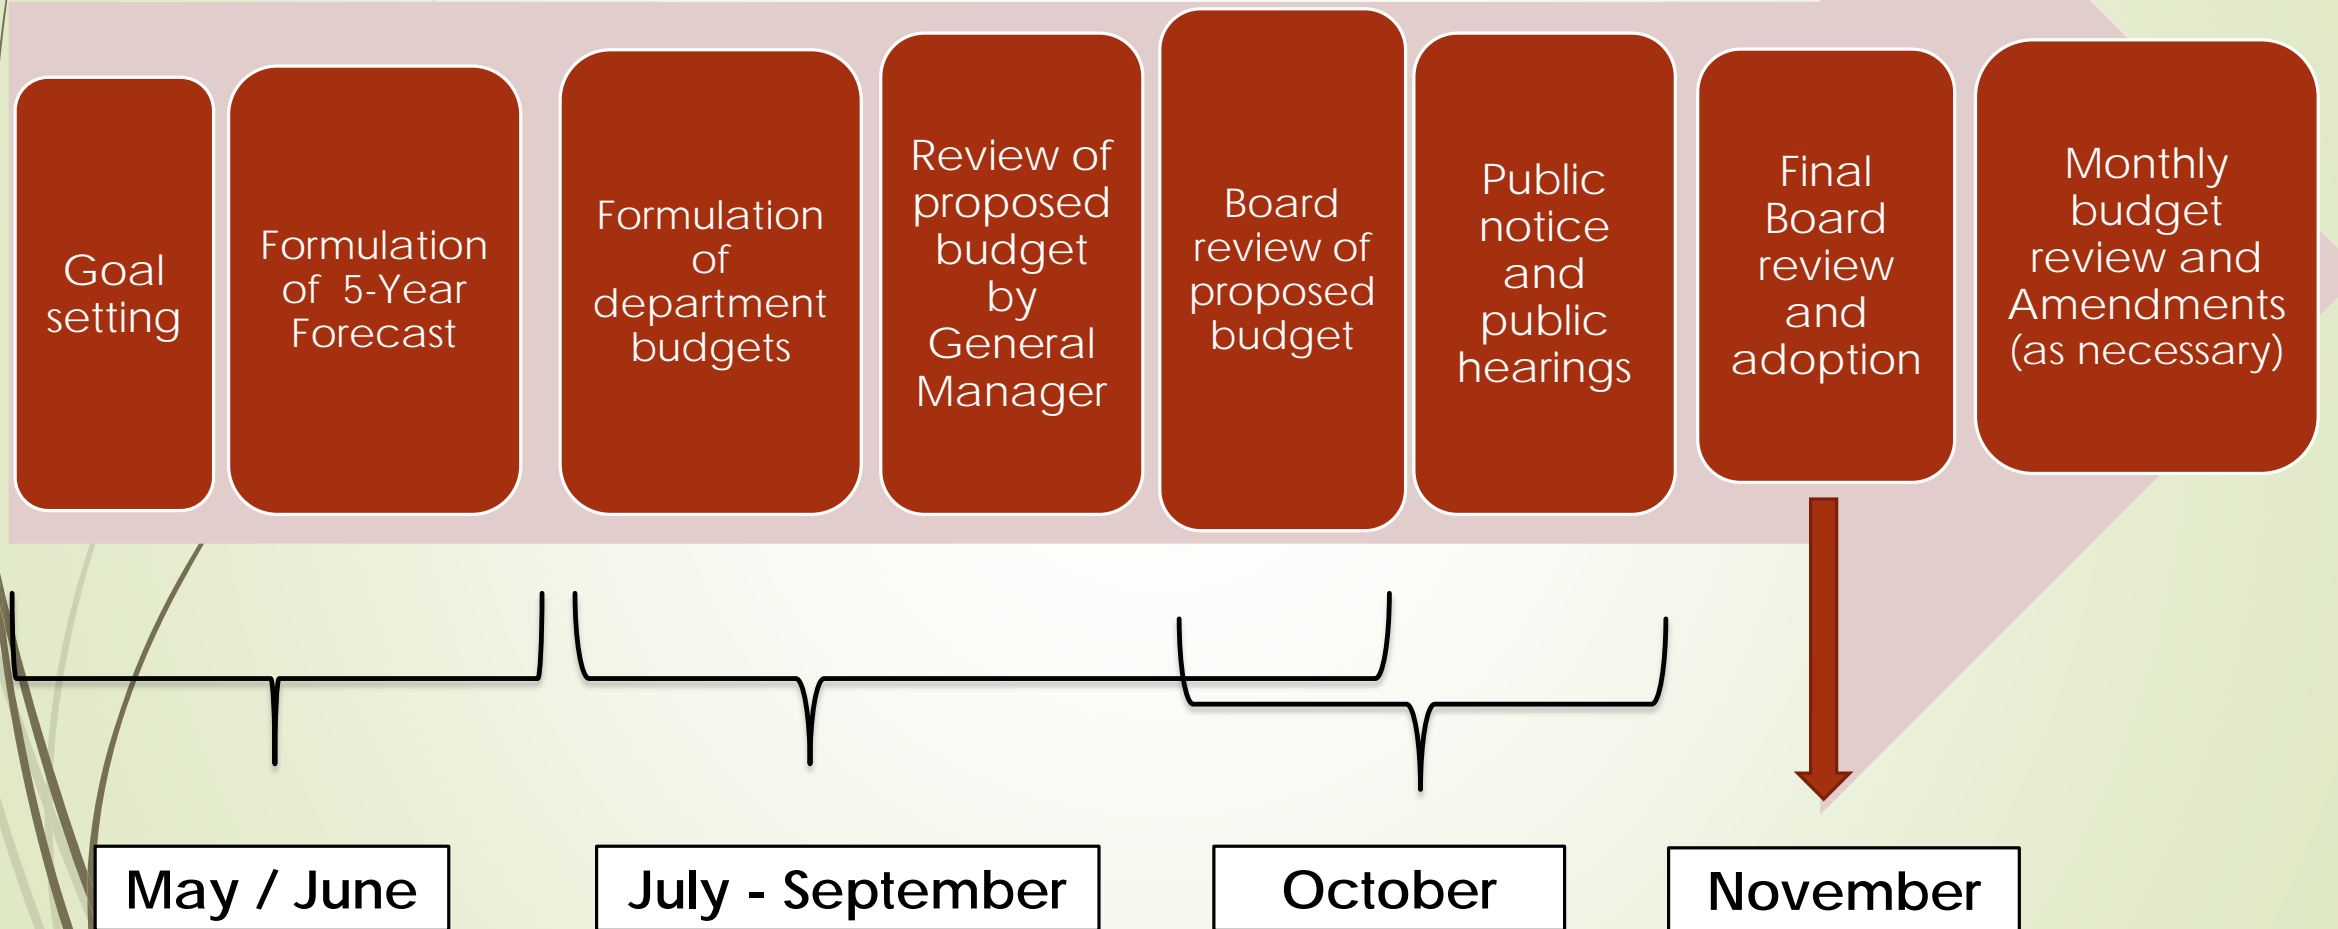 Goal
setting
Formulation
of 5-Year
Forecast
Formulation
of
department
budgets
Review of
proposed
budget
by
General
Manager
Board
review of
proposed
budget
Public
notice
and
public
hearings
Final
Board
review
and
adoption
Monthly
budget
review and
Amendments
(as necessary)
May / June
July - September
October
November